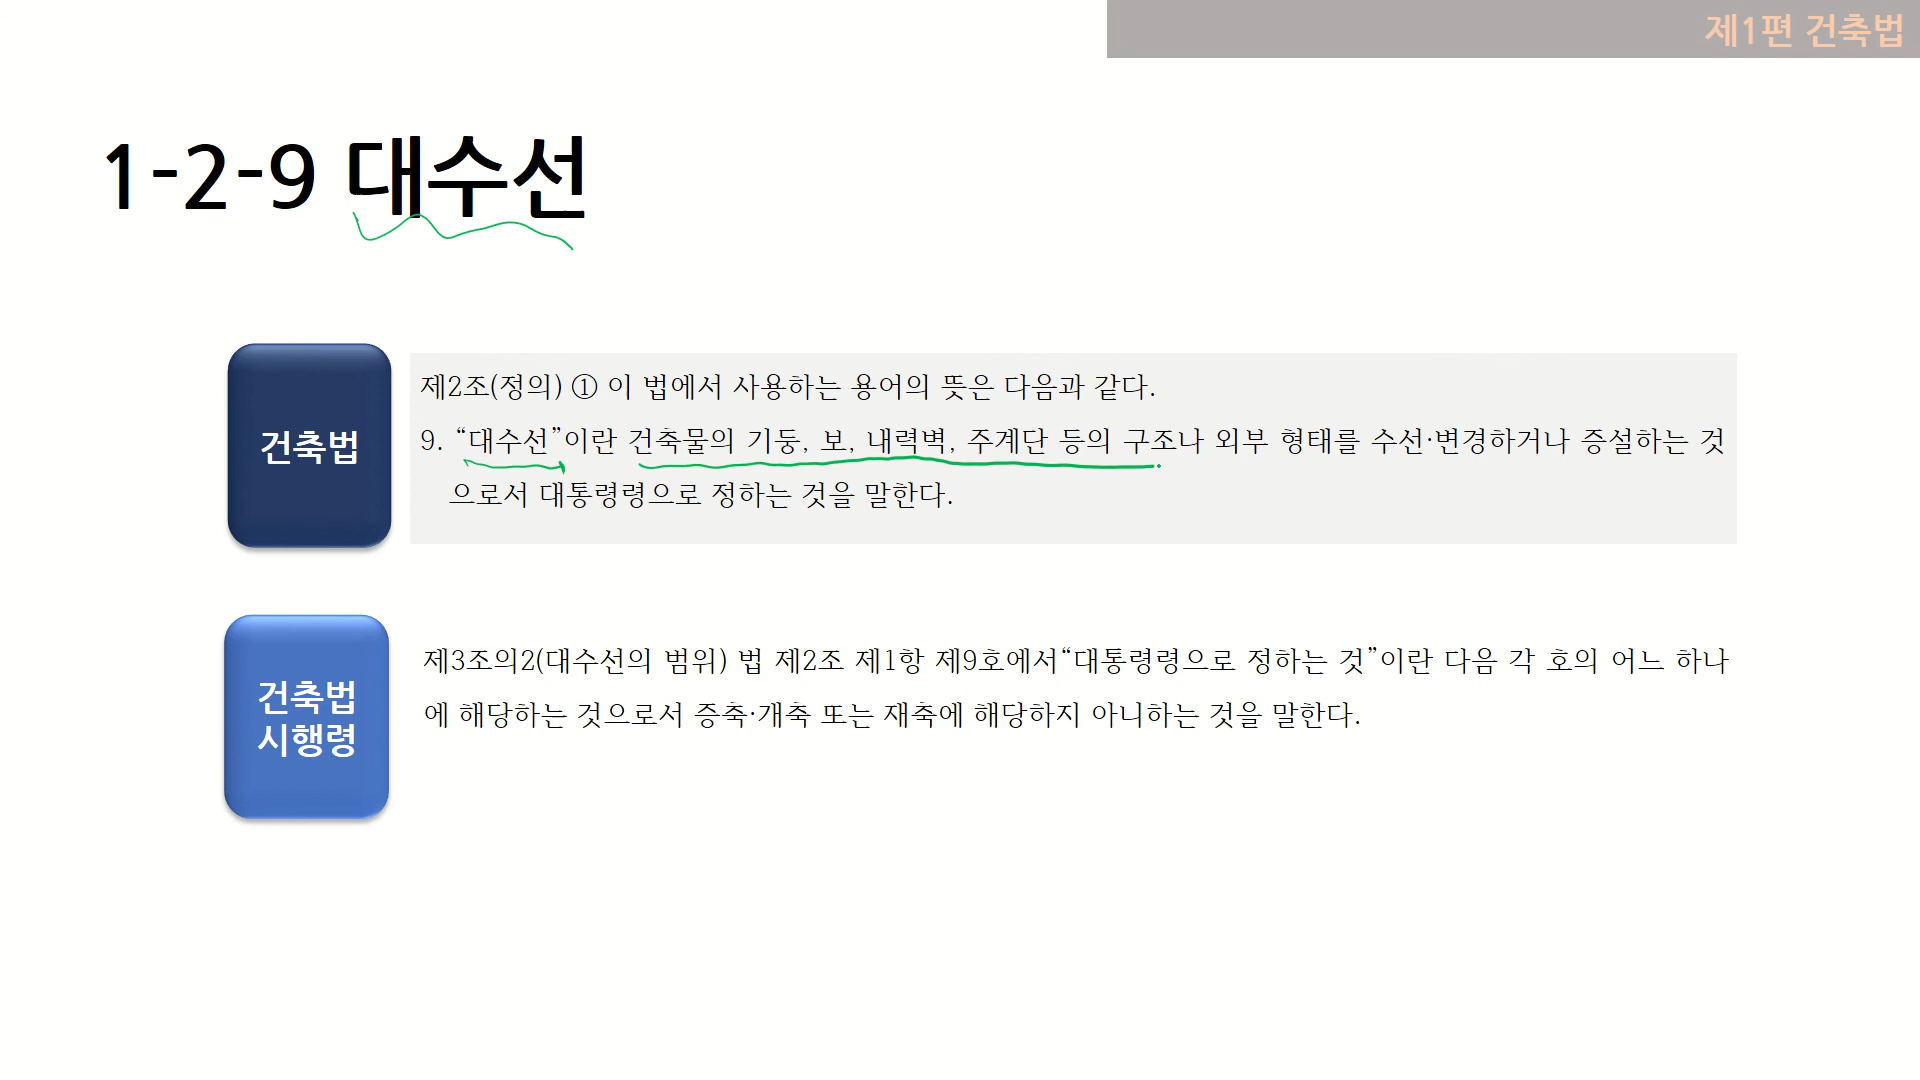 제1편 건축법
1-2-9 대수선
건축법
제2조(정의) ① 이 법에서 사용하는 용어의 뜻은 다음과 같다.
9. “대수선”이란 건축물의 기둥, 보, 내력벽, 주계단 등의 구조나 외부 형태를 수선·변경하거나 증설하는 것
으로서 대통령령으로 정하는 것을 말한다.
건축법
시행령
제3조의2(대수선의 범위) 법 제2조 제1항 제9호에서“대통령령으로 정하는 것”이란 다음 각 호의 어느 하나
에 해당하는 것으로서 증축·개축 또는 재축에 해당하지 아니하는 것을 말한다.